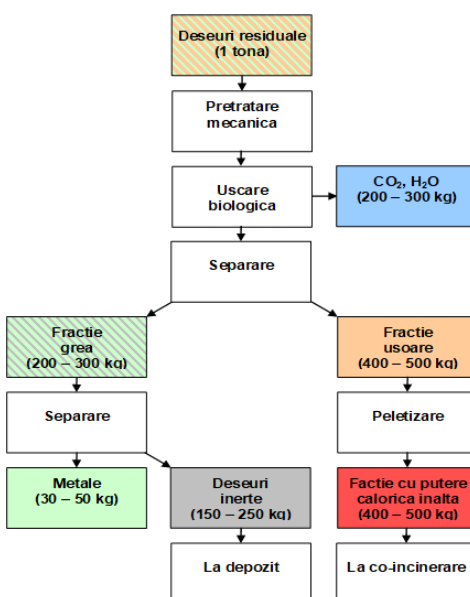 Deseuri residuale
(1 tona)
Pretratare
mecanica
Uscare
biologica
CO₂, H₂O
(200 – 300 kg)
Separare
Fractie
grea
(200 – 300 kg)
Fractie
usoare
(400 – 500 kg)
Separare
Peletizare
Metale
(30 – 50 kg)
Deseuri
inerte
(150 – 250 kg)
Factie cu putere
calorica inalta
(400 – 500 kg)
La depozit
La co-incinerare